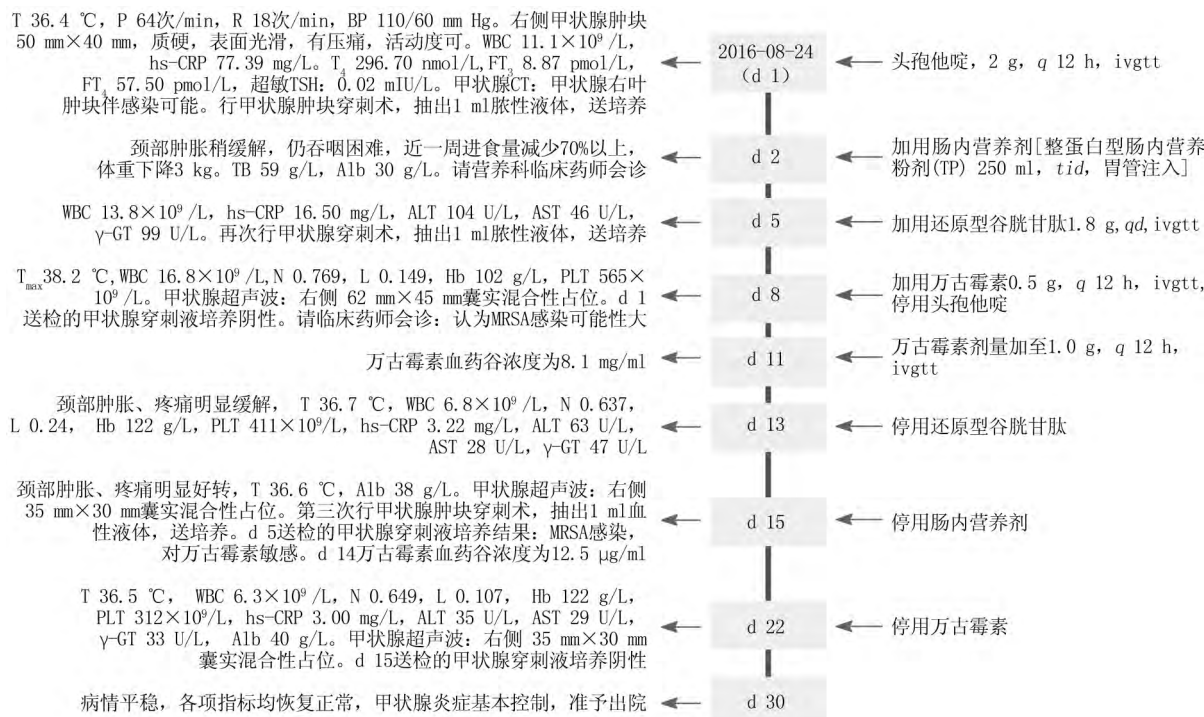 T 36.4 ℃, P 64次/min, R 18次/min, BP 110/60 mm Hg。右侧甲状腺肿块
50 mm×40 mm, 质硬, 表面光滑, 有压痛, 活动度可。WBC 11.1×10⁹ /L,
hs-CRP 77.39 mg/L。T₄ 296.70 nmol/L,FT₃ 8.87 pmol/L,
FT₄ 57.50 pmol/L, 超敏TSH: 0.02 mIU/L。甲状腺CT: 甲状腺右叶
肿块伴感染可能。行甲状腺肿块穿刺术, 抽出1 ml脓性液体, 送培养
2016-08-24
(d 1)
头孢他啶, 2 g, q 12 h, ivgtt
颈部肿胀稍缓解, 仍吞咽困难, 近一周进食量减少70%以上,
体重下降3 kg。TB 59 g/L, Alb 30 g/L。请营养科临床药师会诊
d 2
加用肠内营养剂[整蛋白型肠内营养
粉剂(TP) 250 ml, tid, 胃管注入]
WBC 13.8×10⁹ /L, hs-CRP 16.50 mg/L, ALT 104 U/L, AST 46 U/L,
γ-GT 99 U/L。再次行甲状腺穿刺术, 抽出1 ml脓性液体, 送培养
d 5
加用还原型谷胱甘肽1.8 g, qd, ivgtt
Tmax38.2 ℃,WBC 16.8×10⁹ /L,N 0.769, L 0.149, Hb 102 g/L, PLT 565×
10⁹ /L。甲状腺超声波: 右侧 62 mm×45 mm囊实混合性占位。d 1
送检的甲状腺穿刺液培养阴性。请临床药师会诊: 认为MRSA感染可能性大
d 8
加用万古霉素0.5 g, q 12 h, ivgtt,
停用头孢他啶
万古霉素血药谷浓度为8.1 mg/ml
d 11
万古霉素剂量加至1.0 g, q 12 h,
ivgtt
颈部肿胀、疼痛明显缓解, T 36.7 ℃, WBC 6.8×10⁹ /L, N 0.637,
L 0.24, Hb 122 g/L, PLT 411×10⁹/L, hs-CRP 3.22 mg/L, ALT 63 U/L,
AST 28 U/L, γ-GT 47 U/L
d 13
停用还原型谷胱甘肽
颈部肿胀、疼痛明显好转, T 36.6 ℃, Alb 38 g/L。甲状腺超声波: 右侧
35 mm×30 mm囊实混合性占位。第三次行甲状腺肿块穿刺术, 抽出1 ml血
性液体, 送培养。d 5送检的甲状腺穿刺液培养结果: MRSA感染,
对万古霉素敏感。d 14万古霉素血药谷浓度为12.5 μg/ml
d 15
停用肠内营养剂
T 36.5 ℃, WBC 6.3×10⁹ /L, N 0.649, L 0.107, Hb 122 g/L,
PLT 312×10⁹/L, hs-CRP 3.00 mg/L, ALT 35 U/L, AST 29 U/L,
γ-GT 33 U/L, Alb 40 g/L。甲状腺超声波: 右侧 35 mm×30 mm
囊实混合性占位。d 15送检的甲状腺穿刺液培养阴性
d 22
停用万古霉素
病情平稳, 各项指标均恢复正常, 甲状腺炎症基本控制, 准予出院
d 30